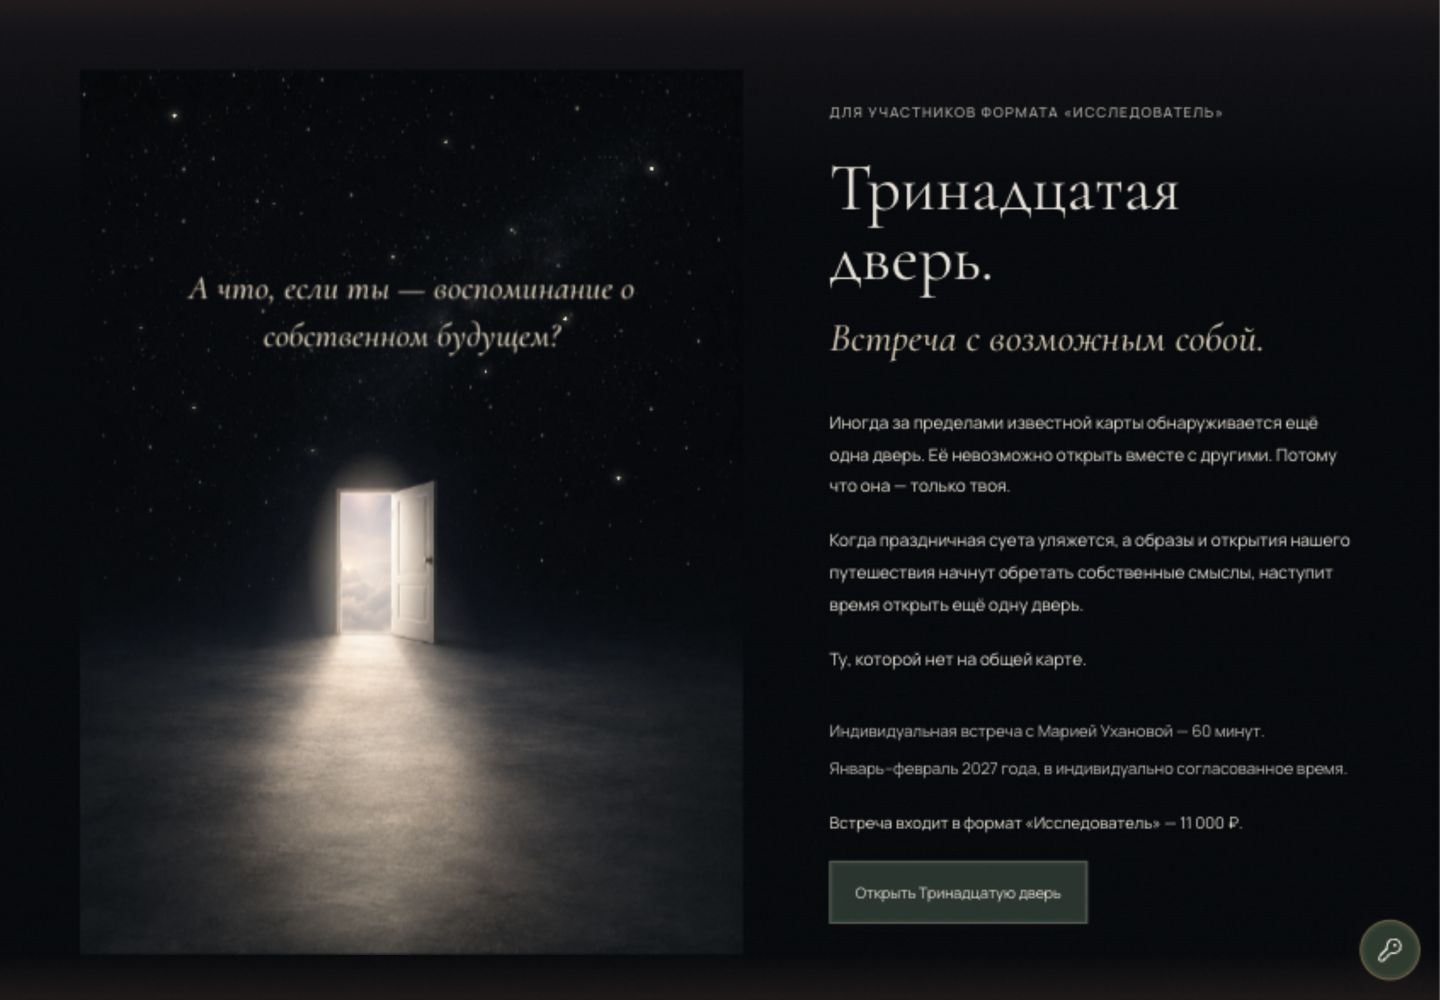 А что, если ты — воспоминание о
собственном будущем?
ДЛЯ УЧАСТНИКОВ ФОРМАТА «ИССЛЕДОВАТЕЛЬ»
Тринадцатая
дверь.
Встреча с возможным собой.
Иногда за пределами известной карты обнаруживается ещё
одна дверь. Её невозможно открыть вместе с другими. Потому
что она — только твоя.
Когда праздничная суета уляжется, а образы и открытия нашего
путешествия начнут обретать собственные смыслы, наступит
время открыть ещё одну дверь.
Ту, которой нет на общей карте.
Индивидуальная встреча с Марией Ухановой — 60 минут.
Январь–февраль 2027 года, в индивидуально согласованное время.
Встреча входит в формат «Исследователь» — 11 000 ₽.
Открыть Тринадцатую дверь